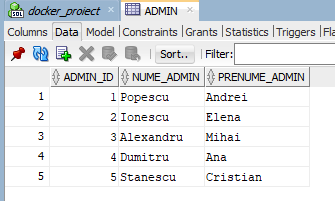 SQL docker_proiect ADMIN
Columns Data Model Constraints Grants Statistics Triggers Fla
Sort.. Filter:
ADMIN_ID NUME_ADMIN PRENUME_ADMIN
1 1 Popescu Andrei
2 2 Ionescu Elena
3 3 Alexandru Mihai
4 4 Dumitru Ana
5 5 Stanescu Cristian